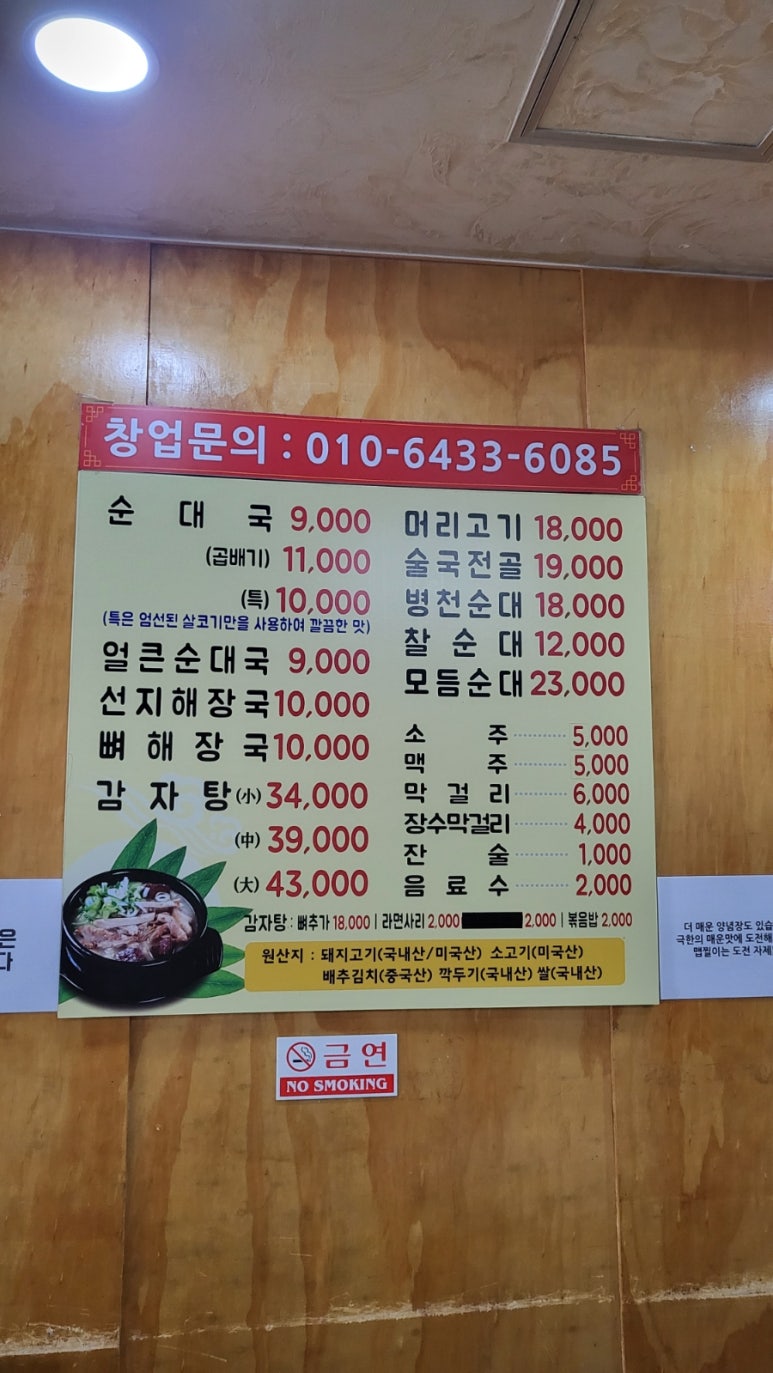 창업문의 : 010-6433-6085
순대국 9,000
(곱배기) 11,000
(특) 10,000
(특은 엄선된 살코기만을 사용하여 깔끔한 맛)
얼큰순대국 9,000
선지해장국 10,000
뼈해장국 10,000
감자탕(小) 34,000
(中) 39,000
(大) 43,000
머리고기 18,000
술국전골 19,000
병천순대 18,000
찰순대 12,000
모듬순대 23,000
소주 5,000
맥주 5,000
막걸리 6,000
장수막걸리 4,000
잔술 1,000
음료수 2,000
감자탕 : 뼈추가 18,000 | 라면사리 2,000 2,000 | 볶음밥 2,000
원산지 : 돼지고기(국내산/미국산) 소고기(미국산)
배추김치(중국산) 깍두기(국내산) 쌀(국내산)
은
다
더 매운 양념장도 있습
극한의 매운맛에 도전해
맵찔이는 도전 자제
금연
NO SMOKING